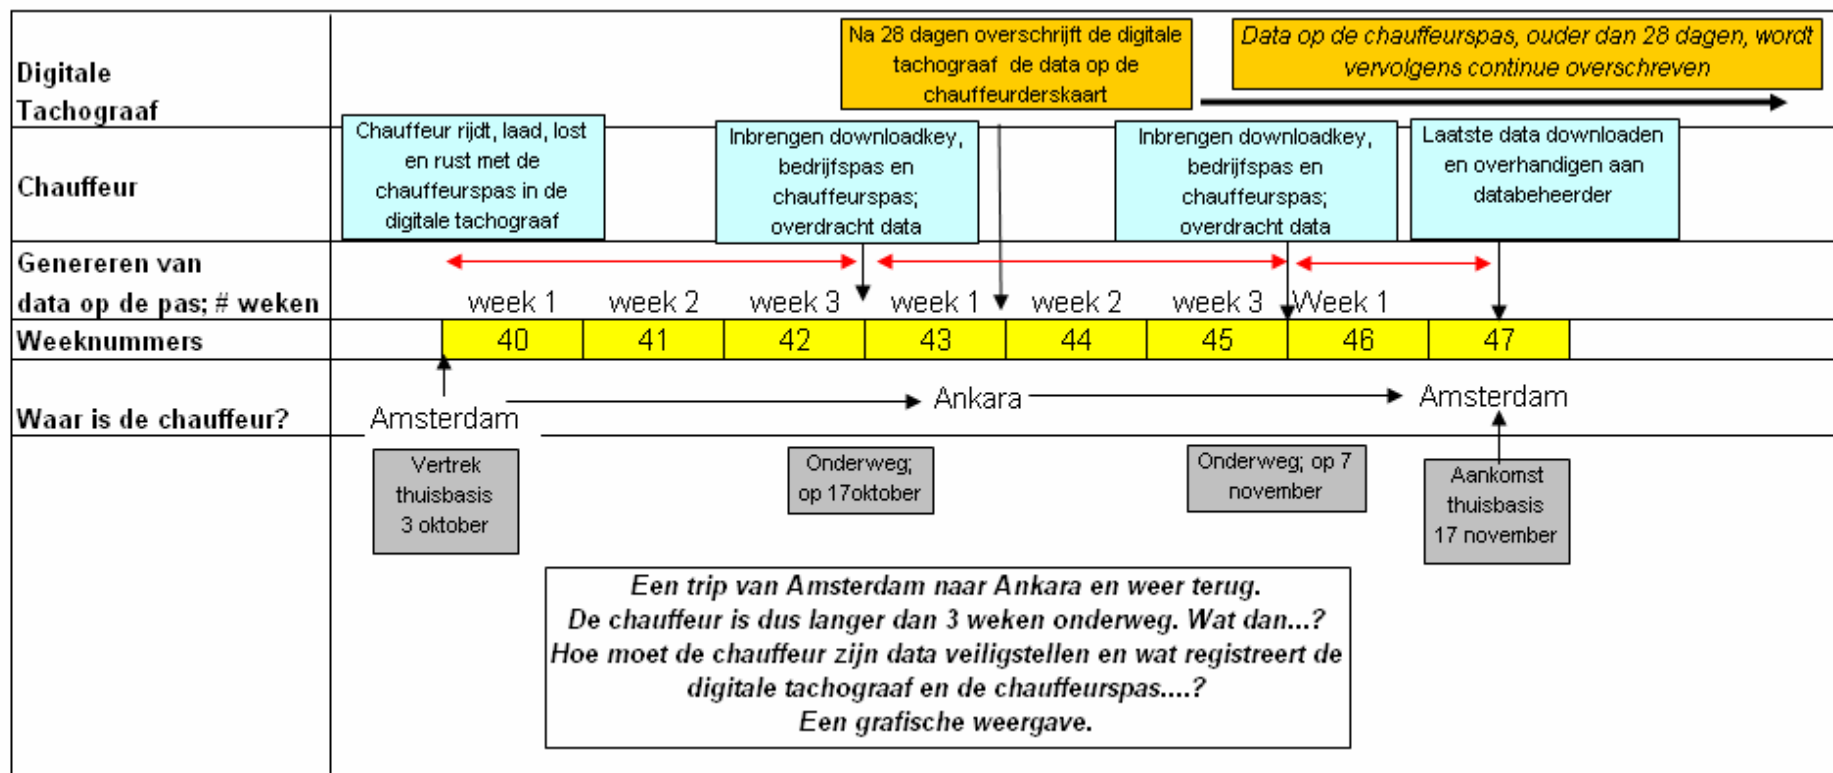 Digitale
Tachograaf
Na 28 dagen overschrijft de digitale
tachograaf de data op de
chauffeurderskaart
Data op de chauffeurspas, ouder dan 28 dagen, wordt
vervolgens continue overschreven
Chauffeur
Chauffeur rijdt, laad, lost
en rust met de
chauffeurspas in de
digitale tachograaf
Inbrengen downloadkey,
bedrijfspas en
chauffeurspas;
overdracht data
Inbrengen downloadkey,
bedrijfspas en
chauffeurspas;
overdracht data
Laatste data downloaden
en overhandigen aan
databeheerder
Genereren van
data op de pas; # weken
week 1 week 2 week 3 week 1 week 2 week 3 Week 1
Weeknummers
40 41 42 43 44 45 46 47
Waar is de chauffeur?
Amsterdam Ankara Amsterdam
Vertrek
thuisbasis
3 oktober
Onderweg;
op 17oktober
Onderweg; op 7
november
Aankomst
thuisbasis
17 november
Een trip van Amsterdam naar Ankara en weer terug.
De chauffeur is dus langer dan 3 weken onderweg. Wat dan...?
Hoe moet de chauffeur zijn data veiligstellen en wat registreert de
digitale tachograaf en de chauffeurspas....?
Een grafische weergave.